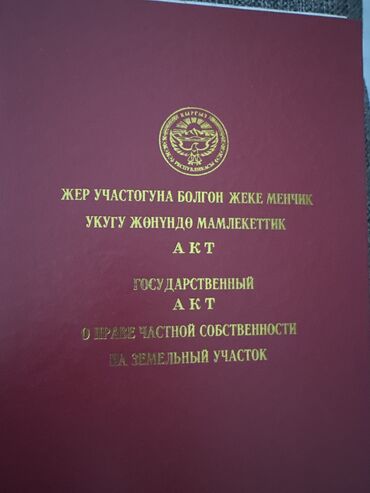 ЖЕР УЧАСТОГУНА БОЛГОН ЖЕКЕ МЕНЧИК
УКУГУ ЖӨНҮНДӨ МАМЛЕКЕТТИК
АКТ
ГОСУДАРСТВЕННЫЙ
АКТ
О ПРАВЕ ЧАСТНОЙ СОБСТВЕННОСТИ
НА ЗЕМЕЛЬНЫЙ УЧАСТОК